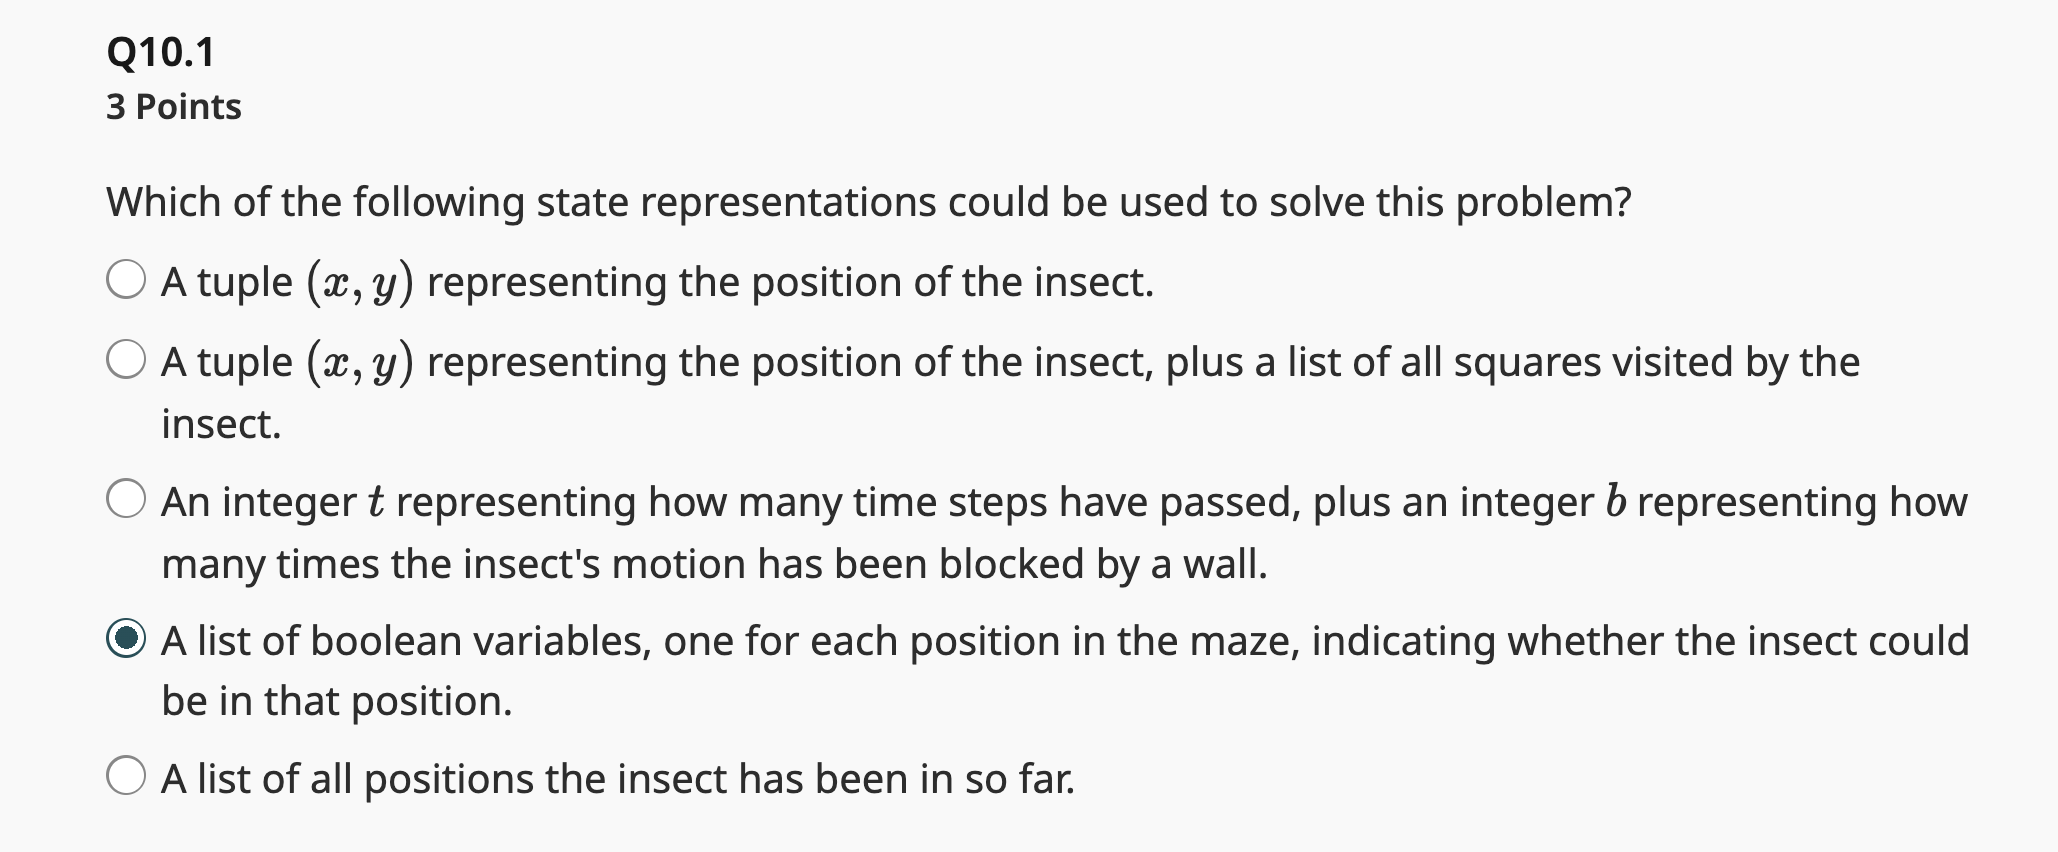 Q10.1
3 Points
Which of the following state representations could be used to solve this problem?
A tuple (x, y) representing the position of the insect.
A tuple (x, y) representing the position of the insect, plus a list of all squares visited by the
insect.
An integer t representing how many time steps have passed, plus an integer b representing how
many times the insect's motion has been blocked by a wall.
A list of boolean variables, one for each position in the maze, indicating whether the insect could
be in that position.
A list of all positions the insect has been in so far.